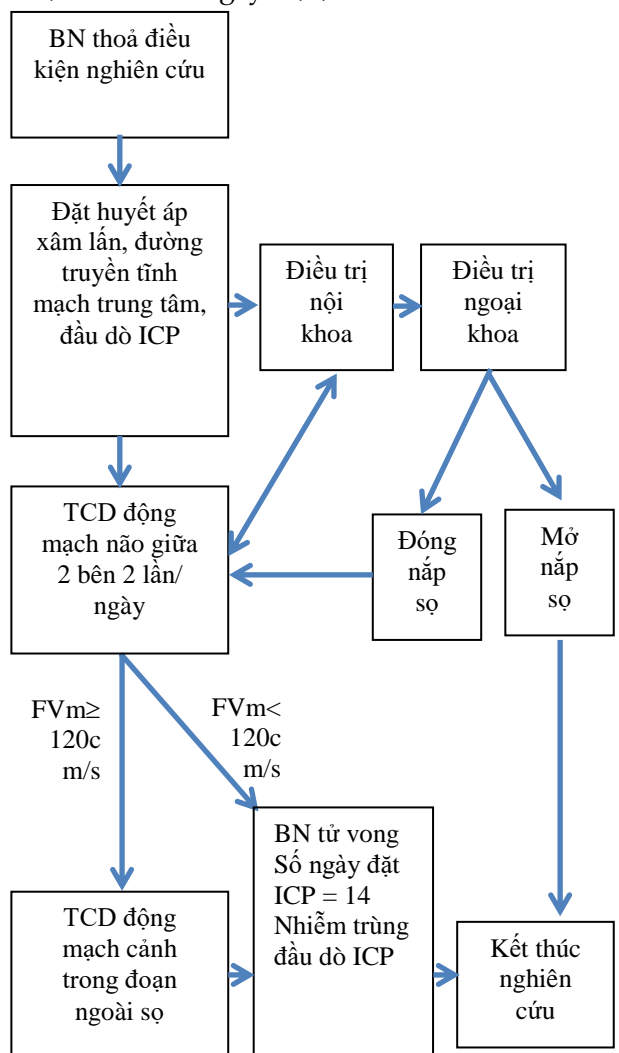 BN thoả điều
kiện nghiên cứu
Đặt huyết áp
xâm lấn, đường
truyền tĩnh
mạch trung tâm,
đầu dò ICP
Điều trị
nội
khoa
Điều trị
ngoại
khoa
TCD động
mạch não giữa
2 bên 2 lần/
ngày
Đóng
nắp
sọ
Mở
nắp
sọ
FVm≥
120c
m/s
FVm<
120c
m/s
TCD động
mạch cảnh
trong đoạn
ngoài sọ
BN tử vong
Số ngày đặt
ICP = 14
Nhiễm trùng
đầu dò ICP
Kết thúc
nghiên
cứu